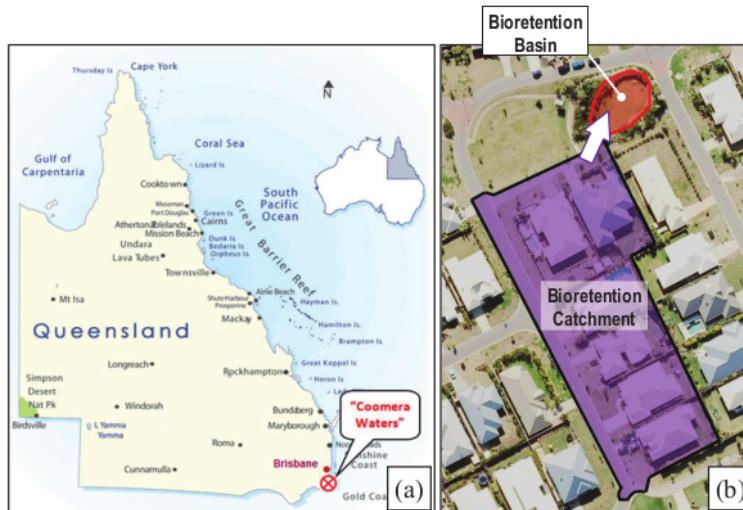 Bioretention
Basin
Cape York
Thursday Is
N
Coral Sea
Gulf of
Carpentaria
Lizard Is
South
Pacific
Ocean
Cooktown
Mossman
Port Douglas
Green Is
Cairns
Great Barrier Reef
Atherton Tablelands
Mission Beach
Dunk Is
Undara
Bedarra Is
Lava Tubes
Orpheus Is.
Townsville
Airlie Beach
Mt Isa
Shute Harbour
Hayman Is.
Prosperine
Mackay
Hamilton Is.
Queensland
Brampton Is
Bioretention
Catchment
Longreach
Great Keppel Is
Rockhampton
Heron Is
Simpson
Desert
Nat Pk
Windorah
Bundaberg
"Coomera
Waters"
Birdsville
L Yamma
Yamma
Maryborough
Roma
Brisbane
Coast
Cunnamulla
(a)
(b)
Gold